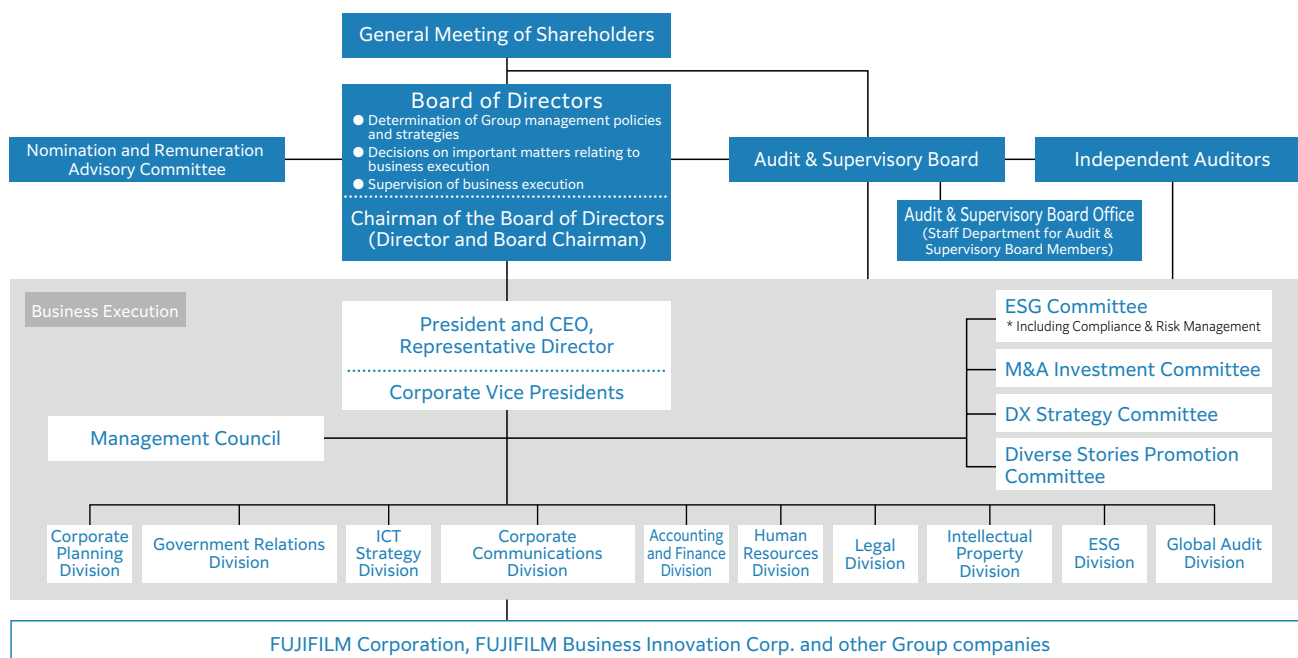 General Meeting of Shareholders
Board of Directors
● Determination of Group management policies
and strategies
● Decisions on important matters relating to
business execution
● Supervision of business execution
Chairman of the Board of Directors
(Director and Board Chairman)
Nomination and Remuneration
Advisory Committee
Audit & Supervisory Board
Independent Auditors
Audit & Supervisory Board Office
(Staff Department for Audit &
Supervisory Board Members)
Business Execution
President and CEO,
Representative Director
Corporate Vice Presidents
ESG Committee
* Including Compliance & Risk Management
M&A Investment Committee
DX Strategy Committee
Diverse Stories Promotion
Committee
Management Council
Corporate
Planning
Division
Government Relations
Division
ICT
Strategy
Division
Corporate
Communications
Division
Accounting
and Finance
Division
Human
Resources
Division
Legal
Division
Intellectual
Property
Division
ESG
Division
Global Audit
Division
FUJIFILM Corporation, FUJIFILM Business Innovation Corp. and other Group companies